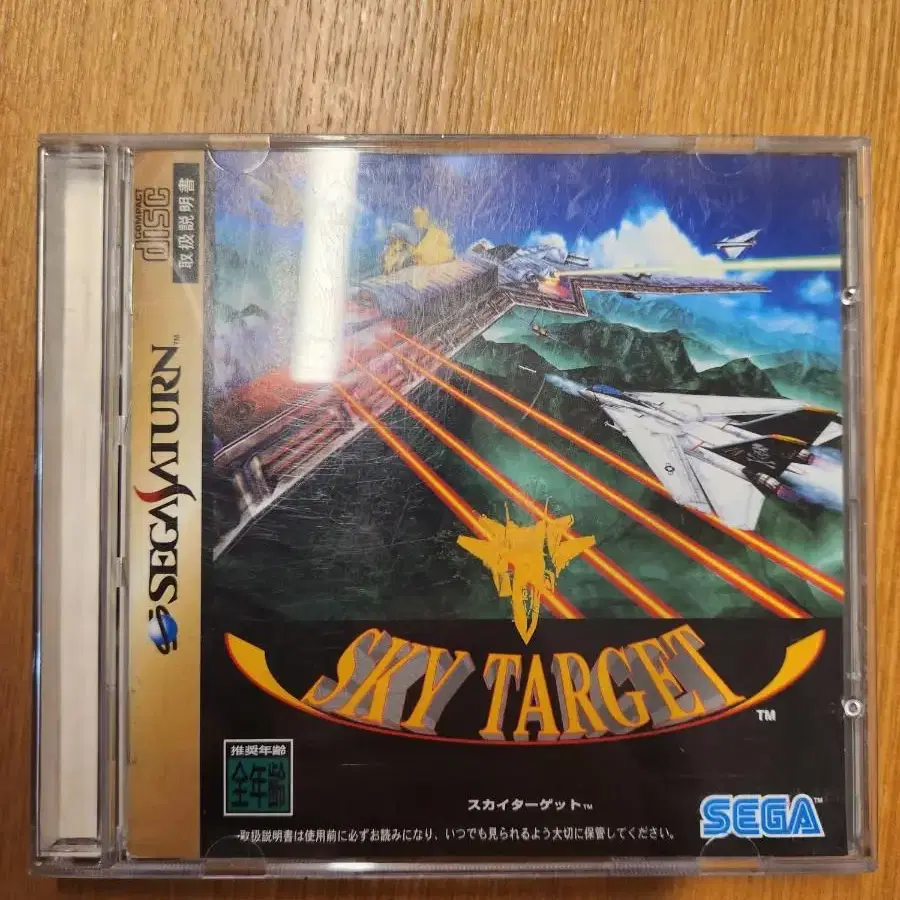 COMPACT
disc
取扱説明書
SEGA SATURN™
SKY TARGET
TM
推奨年齢
全年齢
スカイターゲット™
SEGA™
取扱説明書は使用前に必ずお読みになり、いつでも見られるよう大切に保管してください。